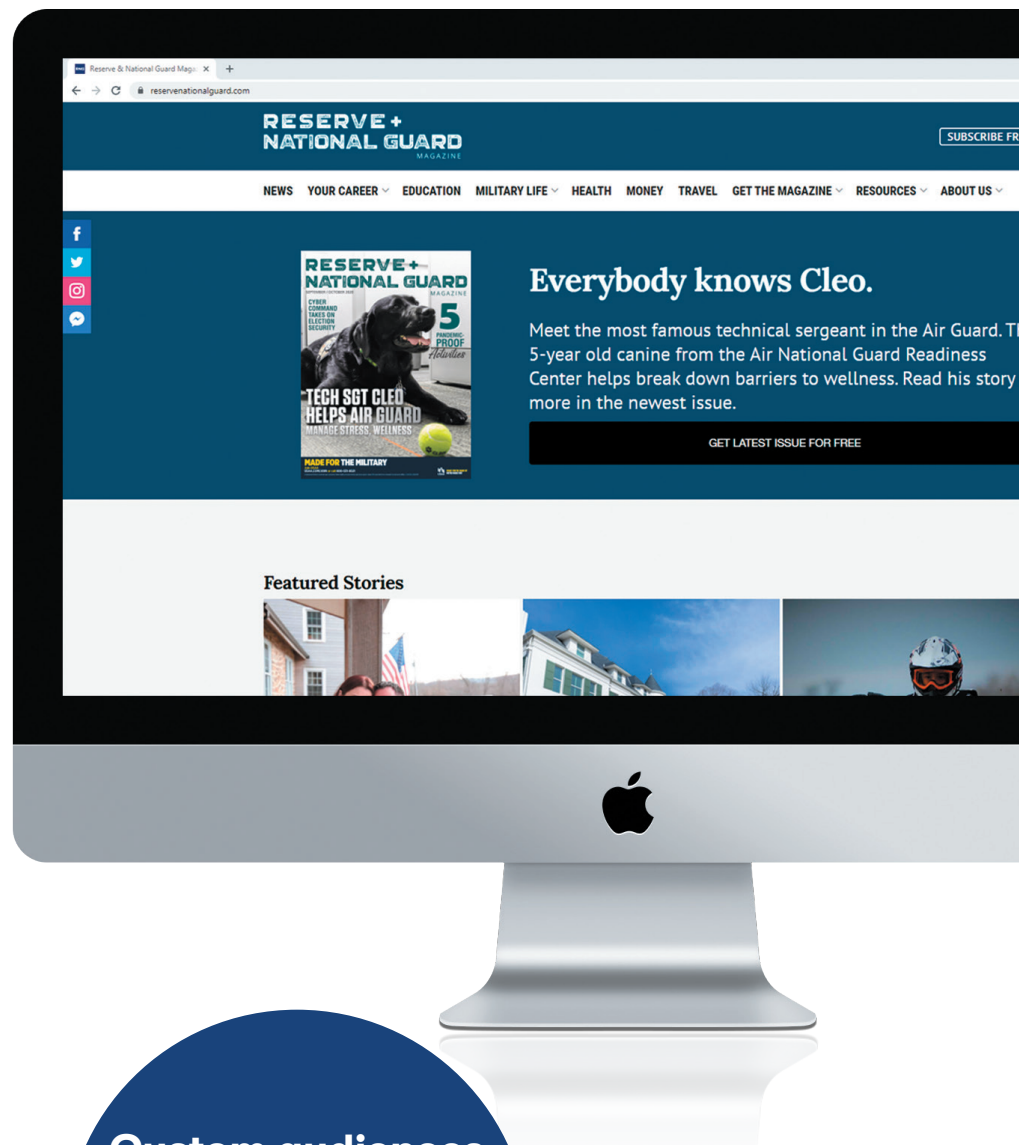 Reserve & National Guard Maga
reservenationalguard.com
RESERVE+
NATIONAL GUARD
MAGAZINE
SUBSCRIBE FR
NEWS YOUR CAREER EDUCATION MILITARY LIFE HEALTH MONEY TRAVEL GET THE MAGAZINE RESOURCES ABOUT US
RESERVE+
NATIONAL GUARD
MAGAZINE
CYBER
COMMAND
TAKES ON
ELECTION
SECURITY
5
PANDEMIC-
PROOF
Activities
TECH SGT CLEO
HELPS AIR GUARD
MANAGE STRESS, WELLNESS
MADE FOR THE MILITARY
Everybody knows Cleo.
Meet the most famous technical sergeant in the Air Guard. Th
5-year old canine from the Air National Guard Readiness
Center helps break down barriers to wellness. Read his story
more in the newest issue.
GET LATEST ISSUE FOR FREE
Featured Stories
Custom audiences